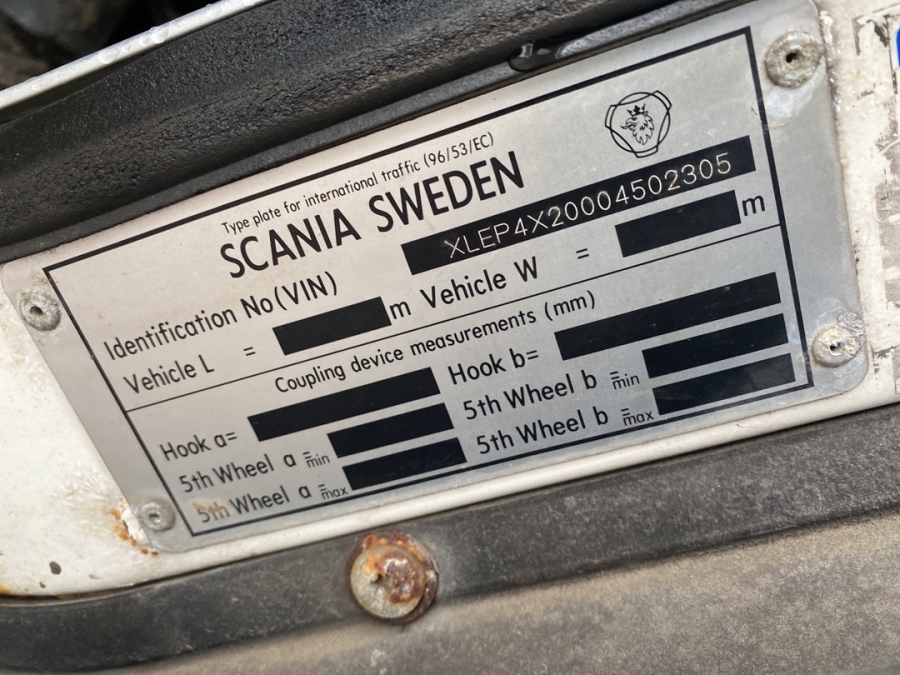 Type plate for international traffic (96/53/EC)
SCANIA SWEDEN
Identification No(VIN) XLEP4X20004502305
Vehicle L = m Vehicle W = m
Coupling device measurements (mm)
Hook a= Hook b=
5th Wheel a min = 5th Wheel b min =
5th Wheel a max = 5th Wheel b max =